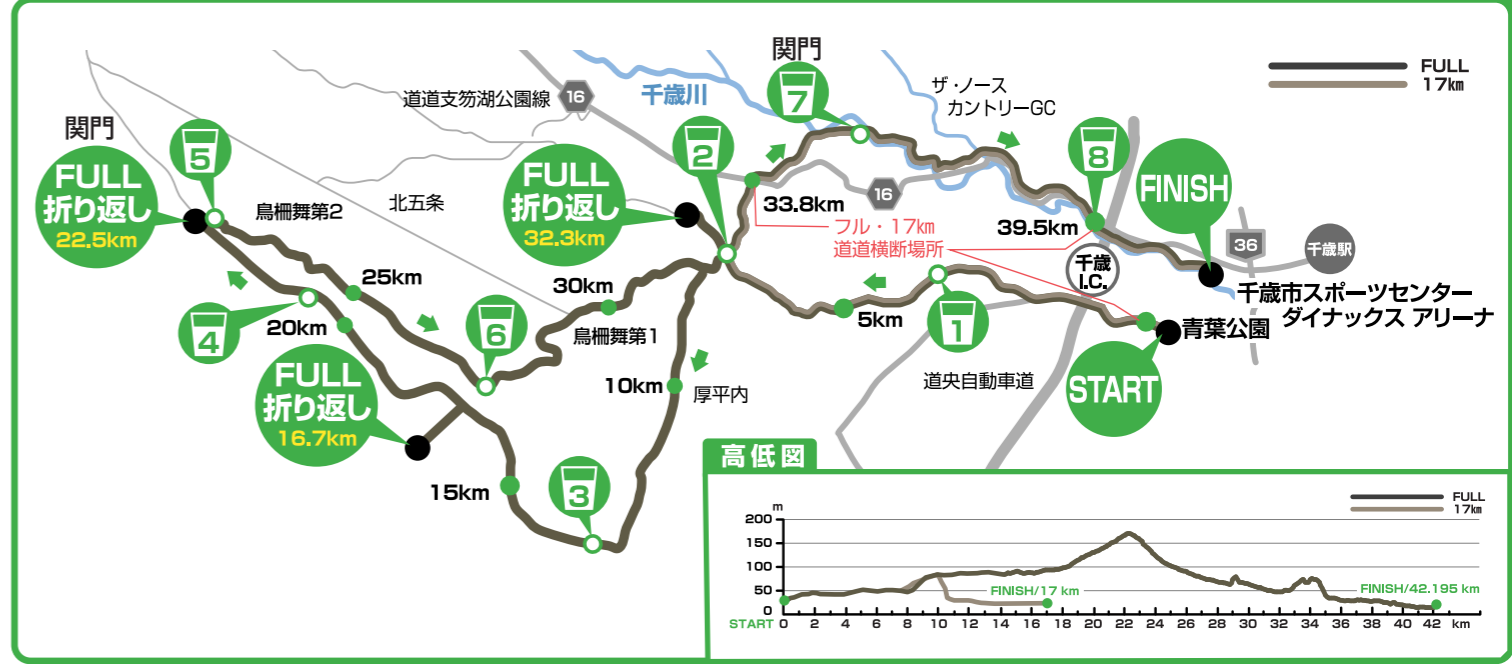 関門
ザ・ノース
カントリーGC
FULL
17km
道道支笏湖公園線
16
千歳川
7
関門
5
2
8
FULL
折り返し
22.5km
FULL
折り返し
32.3km
FINISH
烏柵舞第2
北五条
16
33.8km
フル・17km
道道横断場所
39.5km
36
千歳駅
千歳
I.C.
千歳市スポーツセンター
ダイナックス アリーナ
青葉公園
25km
30km
5km
1
4
20km
6
烏柵舞第1
FULL
折り返し
16.7km
10km
厚平内
道央自動車道
START
15km
3
高低図
FULL
17km
m
200
150
100
50
0
FINISH/17 km
FINISH/42.195 km
START
0 2 4 6 8 10 12 14 16 18 20 22 24 26 28 30 32 34 36 38 40 42 km